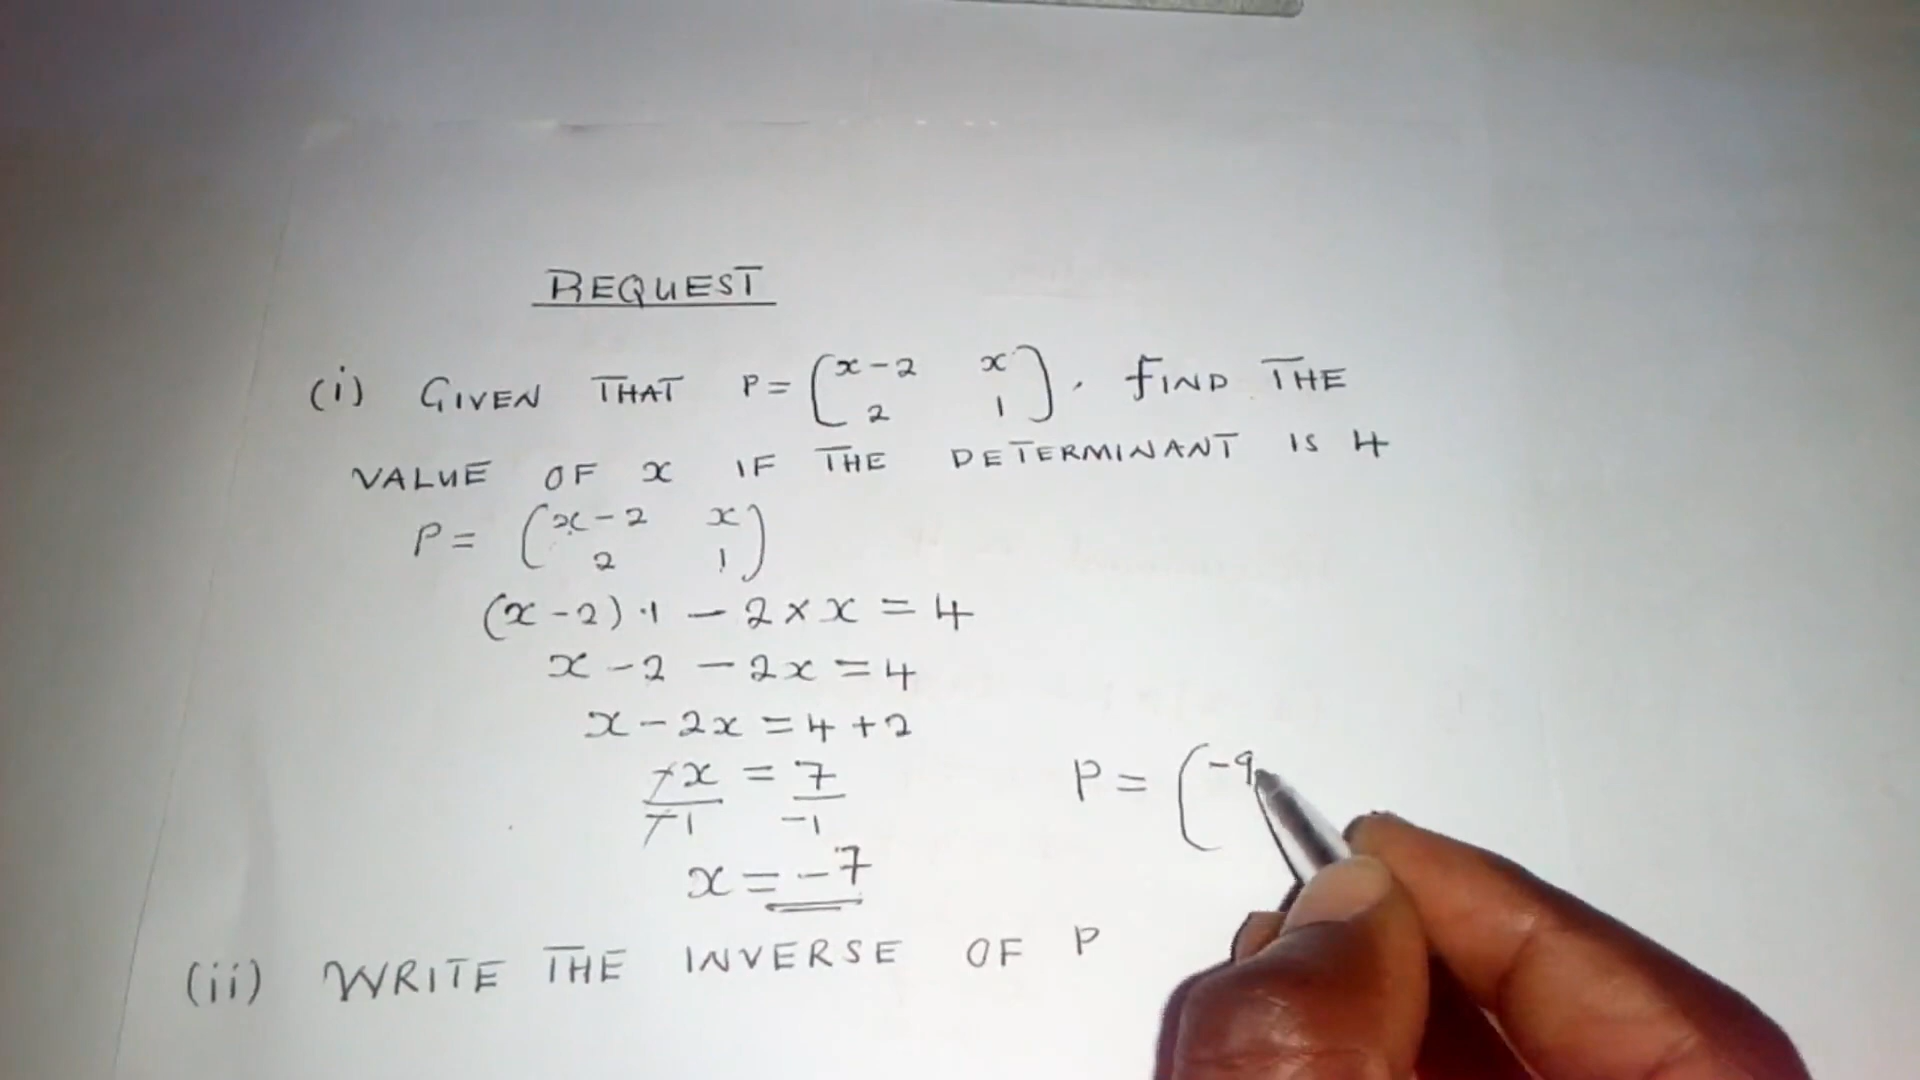 REQUEST
(i) GIVEN THAT P = (x-2 x
2 1). FIND THE
VALUE OF x IF THE DETERMINANT IS 4
P = (x-2 x
2 1)
(x-2)·1 - 2×x = 4
x-2 - 2x = 4
x - 2x = 4+2
-x/-1 = 7/-1
x = -7
P = (-9
(ii) WRITE THE INVERSE OF P